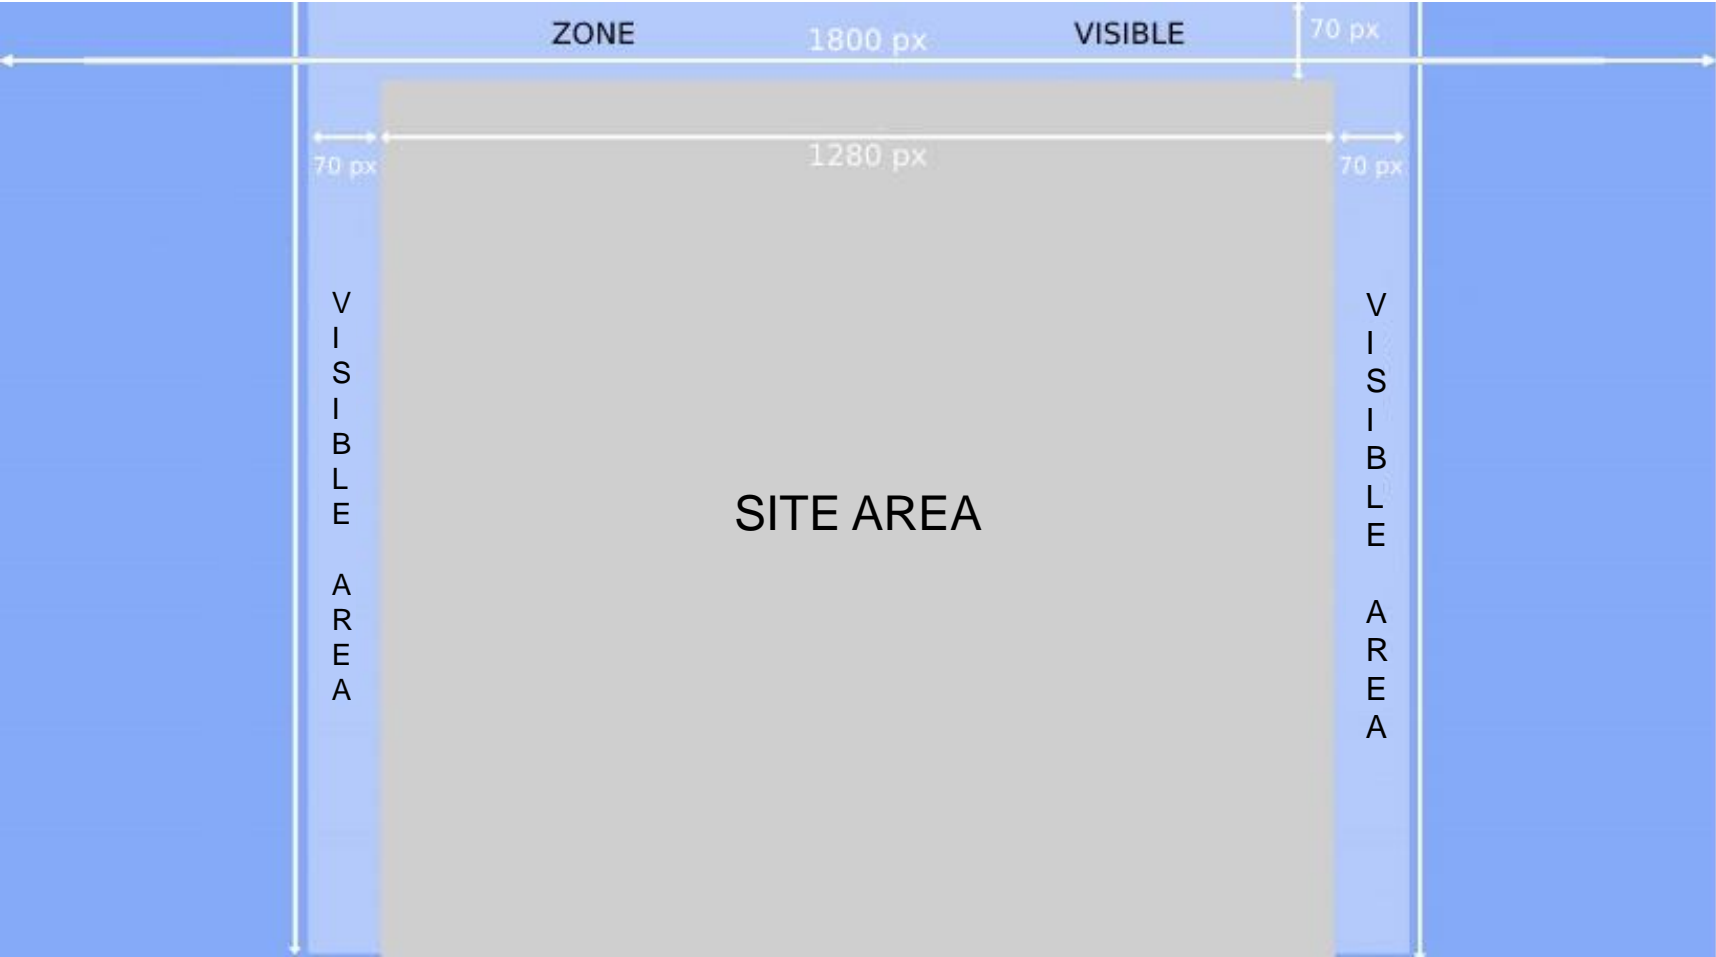 ZONE 1800 px VISIBLE 70 px
70 px 1280 px 70 px
V
I
S
I
B
L
E
A
R
E
A
SITE AREA
V
I
S
I
B
L
E
A
R
E
A